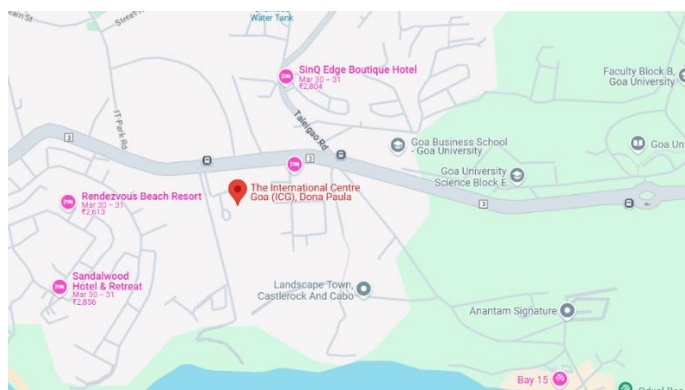 Water Tank
SinQ Edge Boutique Hotel
Mar 30 – 31
₹2,804
Faculty Block B,
Goa University
IT Park Rd
Taleigao Rd
3
3
Goa Business School
- Goa University
Goa Un
Goa University
Science Block E
The International Centre
Goa (ICG), Dona Paula
Rendezvous Beach Resort
Mar 30 – 31
₹2,613
3
Sandalwood
Hotel & Retreat
Mar 30 – 31
₹2,856
Landscape Town,
Castlerock And Cabo
Anantam Signature
Bay 15